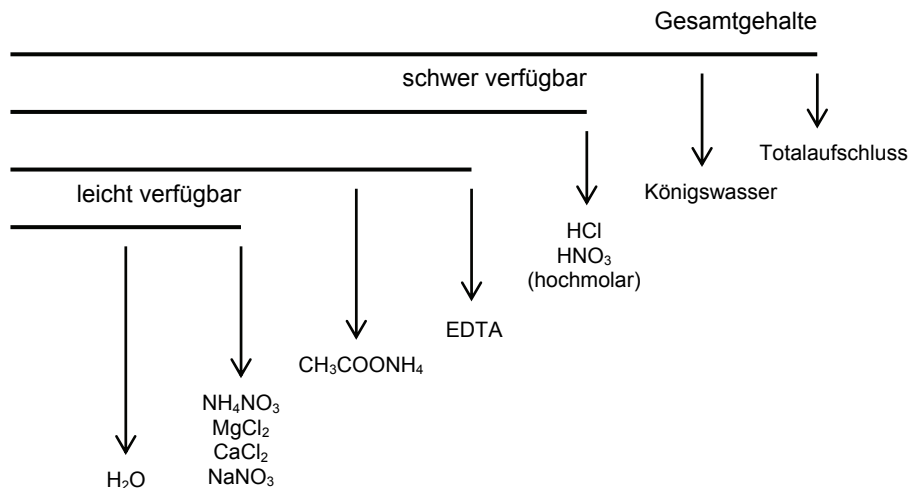 Gesamtgehalte
schwer verfügbar
Totalaufschluss
leicht verfügbar
Königswasser
HCl
HNO₃
(hochmolar)
EDTA
CH₃COONH₄
NH₄NO₃
MgCl₂
CaCl₂
NaNO₃
H₂O